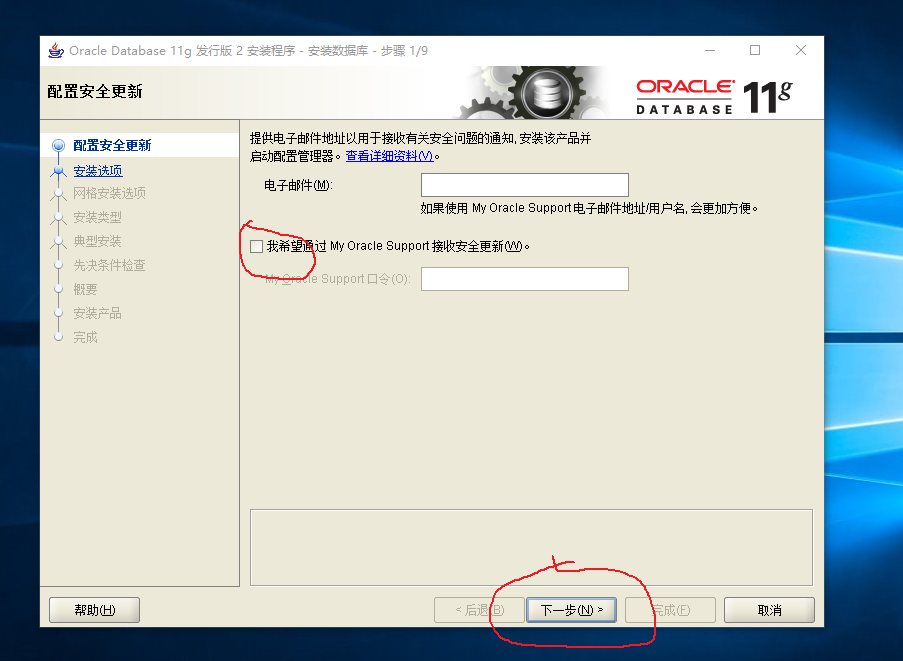 Oracle Database 11g 发行版 2 安装程序 - 安装数据库 - 步骤 1/9
配置安全更新
ORACLE
DATABASE 11g
配置安全更新
安装选项
网格安装选项
安装类型
典型安装
先决条件检查
概要
安装产品
完成
提供电子邮件地址以用于接收有关安全问题的通知, 安装该产品并
启动配置管理器。查看详细资料(V)。
电子邮件(M):
如果使用 My Oracle Support 电子邮件地址/用户名, 会更加方便。
我希望通过 My Oracle Support 接收安全更新(W)。
My Oracle Support 口令(O):
帮助(H)
< 后退(B)
下一步(N) >
完成(F)
取消